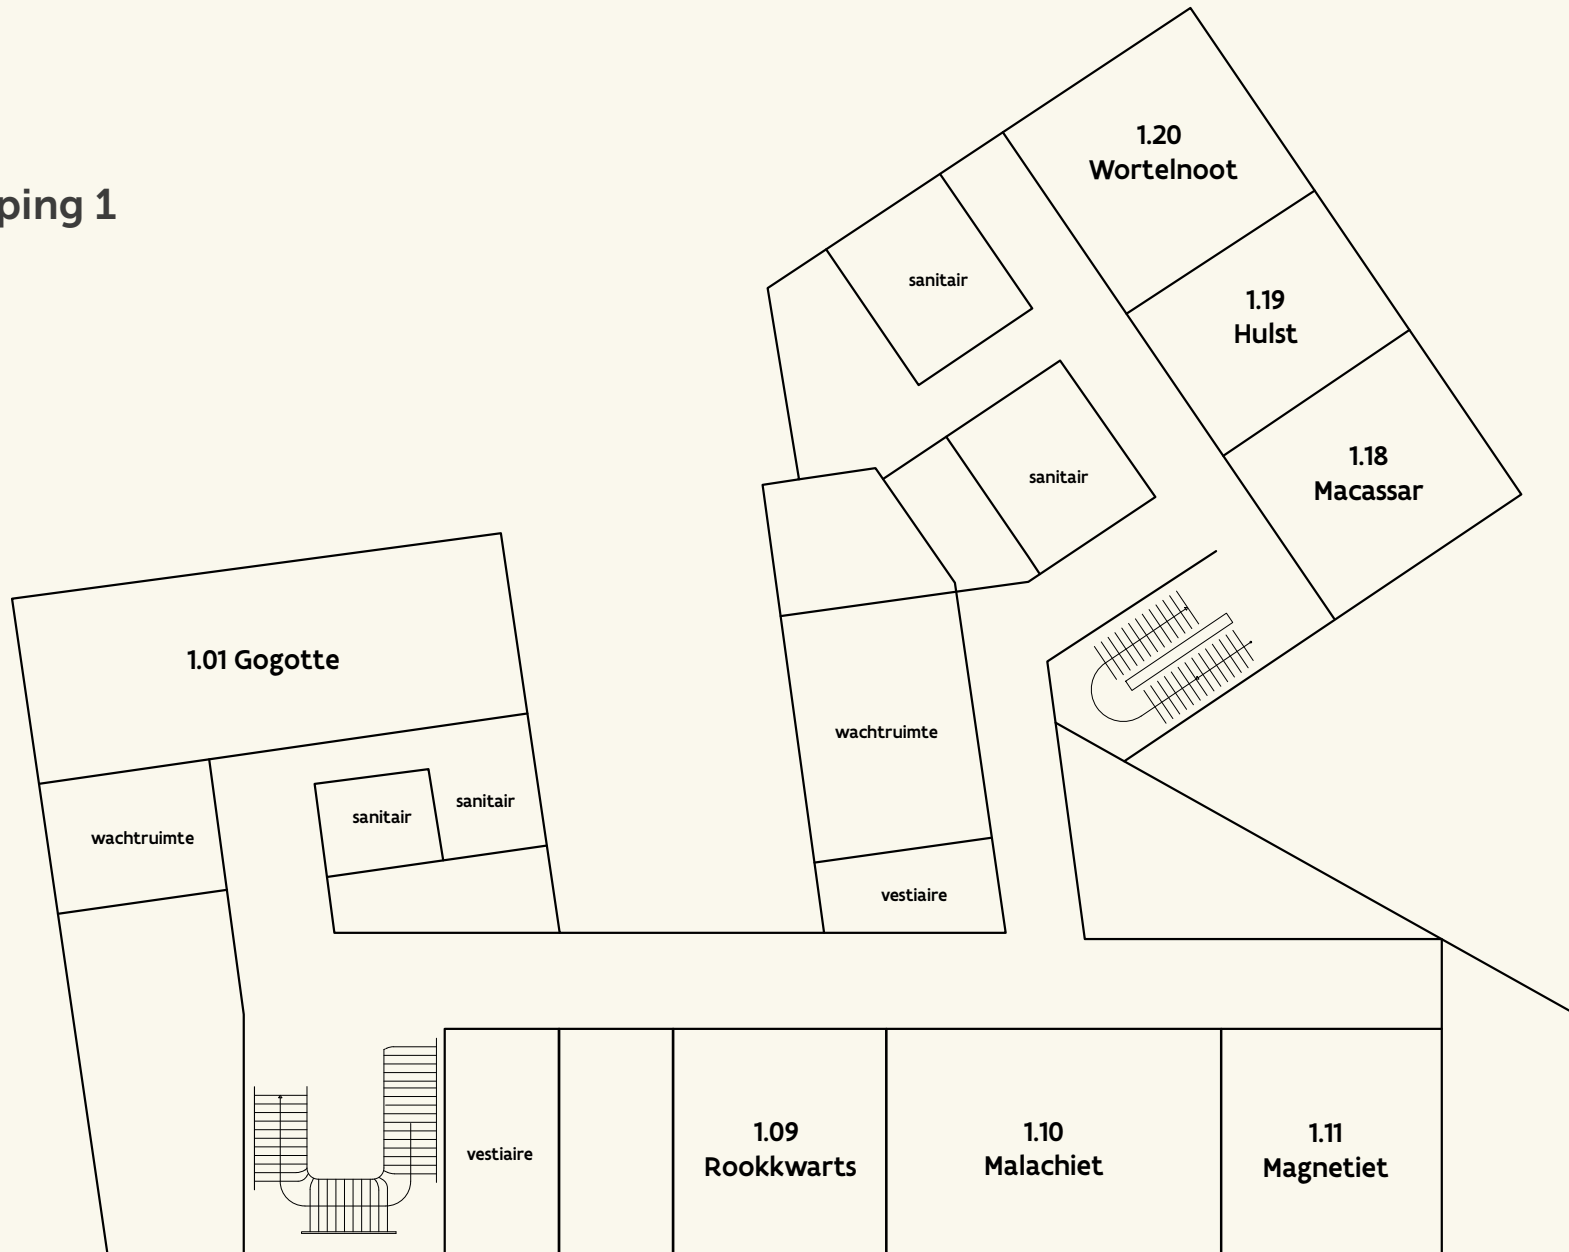 ping 1
1.20
Wortelnoot
sanitair
1.19
Hulst
sanitair
1.18
Macassar
1.01 Gogotte
wachtruimte
sanitair
sanitair
wachtruimte
vestiaire
vestiaire
1.09
Rookkwarts
1.10
Malachiet
1.11
Magnetiet